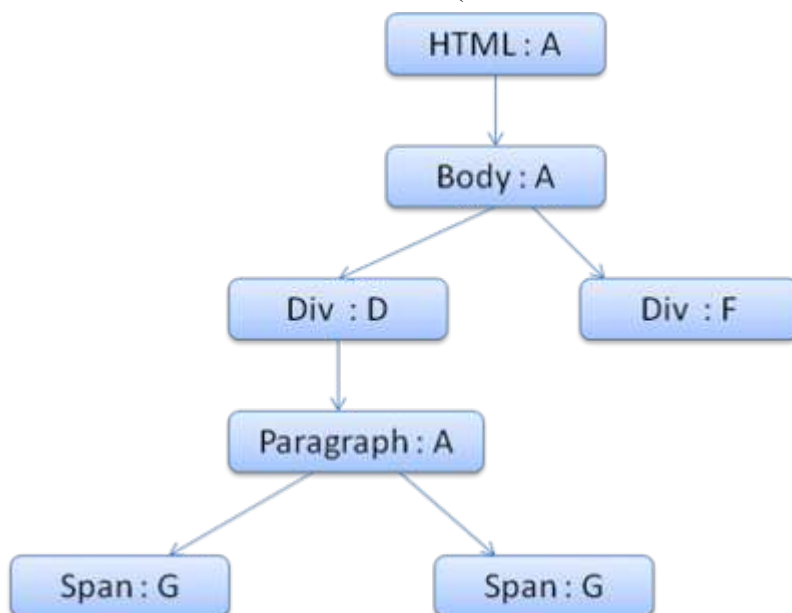 HTML : A
Body : A
Div : D
Div : F
Paragraph : A
Span : G
Span : G